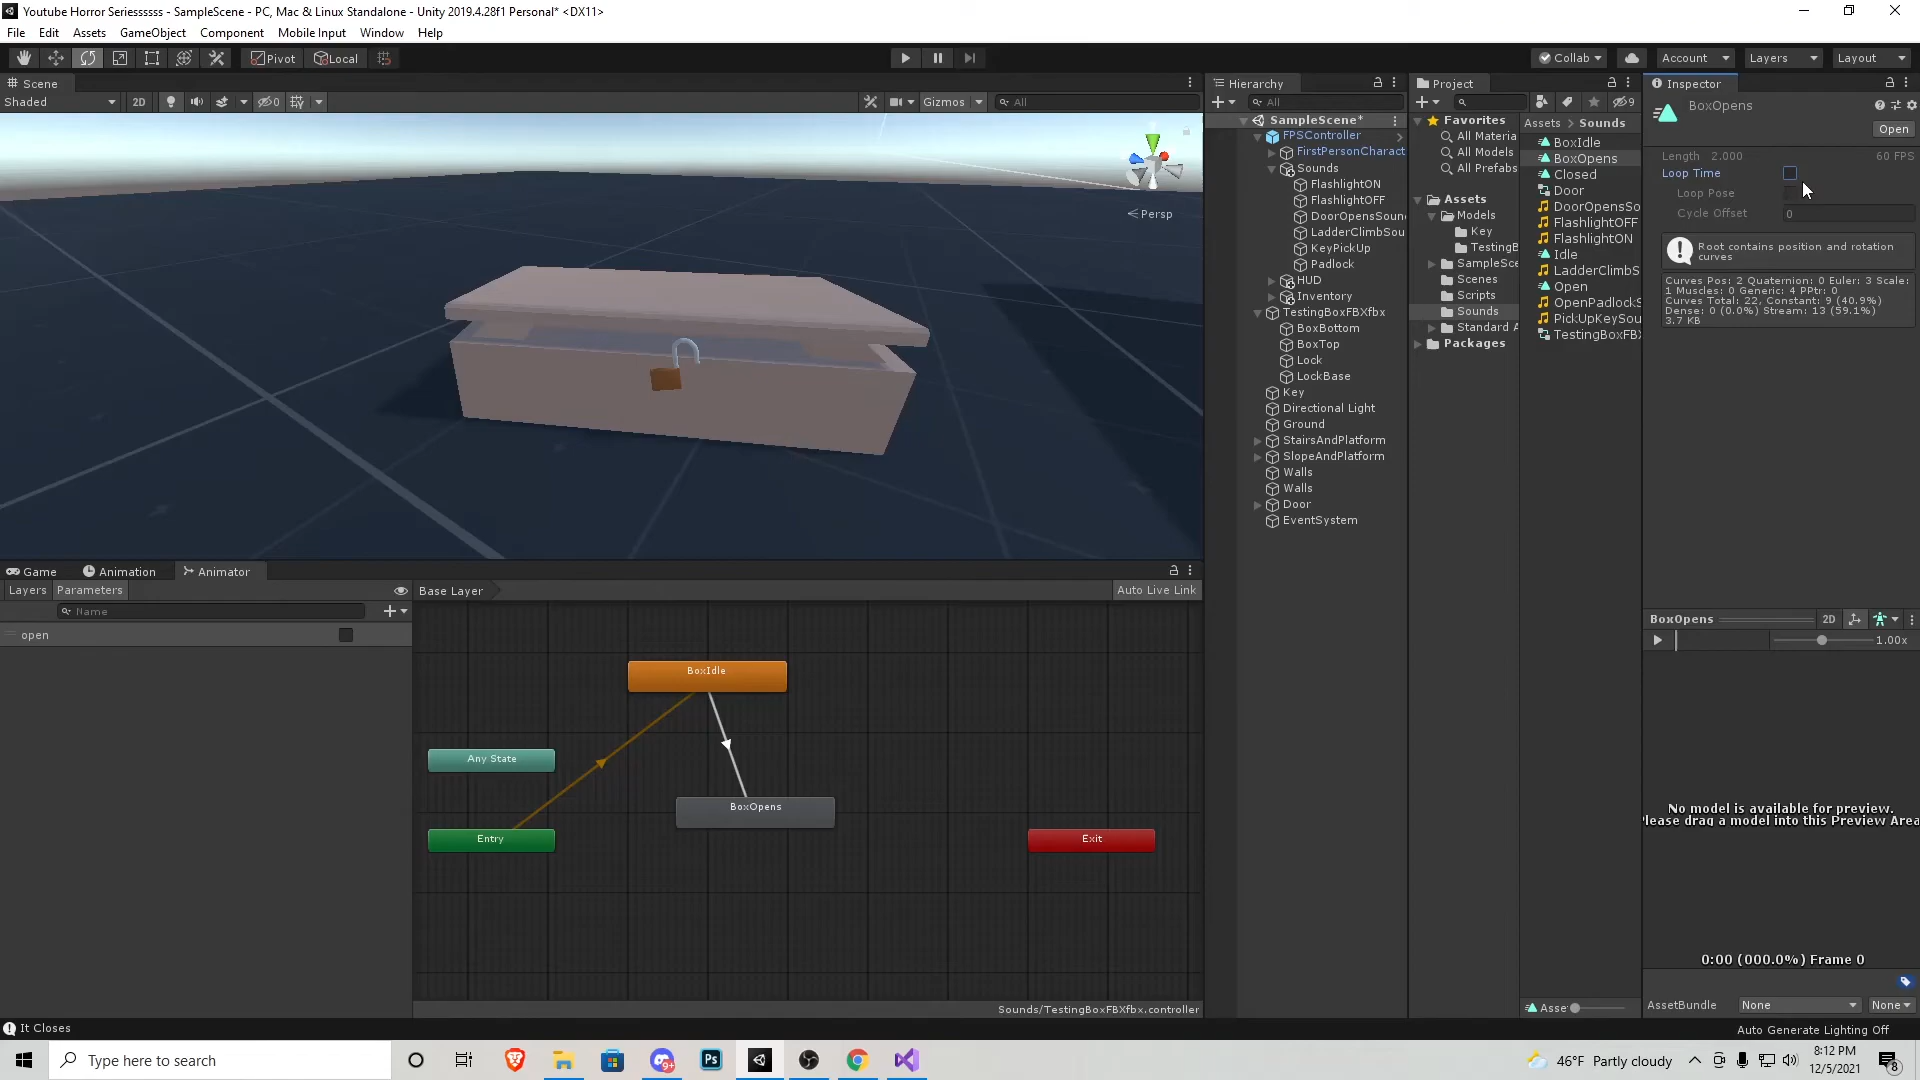 Youtube Horror Seriessssss - SampleScene - PC, Mac & Linux Standalone - Unity 2019.4.28f1 Personal* <DX11>
File Edit Assets GameObject Component Mobile Input Window Help
Pivot Local Collab Account Layers Layout
Scene
Shaded 2D 0 Gizmos All
Persp
Hierarchy
All
SampleScene*
FPSController
FirstPersonCharact
Sounds
FlashlightON
FlashlightOFF
DoorOpensSoun
LadderClimbSou
KeyPickUp
Padlock
HUD
Inventory
TestingBoxFBXfbx
BoxBottom
BoxTop
Lock
LockBase
Key
Directional Light
Ground
StairsAndPlatform
SlopeAndPlatform
Walls
Walls
Door
EventSystem
Project
9
Favorites
All Materia
All Models
All Prefabs
Assets
Models
Key
TestingB
SampleSce
Scenes
Scripts
Sounds
Standard A
Packages
Assets Sounds
BoxIdle
BoxOpens
Closed
Door
DoorOpensSo
FlashlightOFF
FlashlightON
Idle
LadderClimbS
Open
OpenPadlockS
PickUpKeySou
TestingBoxFBX
Asse
Inspector
BoxOpens
Open
Length 2.000 60 FPS
Loop Time
Loop Pose
Cycle Offset 0
Root contains position and rotation
curves
Curves Pos: 2 Quaternion: 0 Euler: 3 Scale:
1 Muscles: 0 Generic: 4 PPtr: 0
Curves Total: 22, Constant: 9 (40.9%)
Dense: 0 (0.0%) Stream: 13 (59.1%)
3.7 KB
BoxOpens 2D
1.00x
No model is available for preview.
Please drag a model into this Preview Area
0:00 (000.0%) Frame 0
AssetBundle None None
Game Animation Animator
Layers Parameters Base Layer Auto Live Link
Name
open
BoxIdle
Any State
BoxOpens
Entry
Exit
Sounds/TestingBoxFBXfbx.controller
It Closes
Auto Generate Lighting Off
Type here to search
9+
Ps
46°F Partly cloudy
8:12 PM
12/5/2021
8